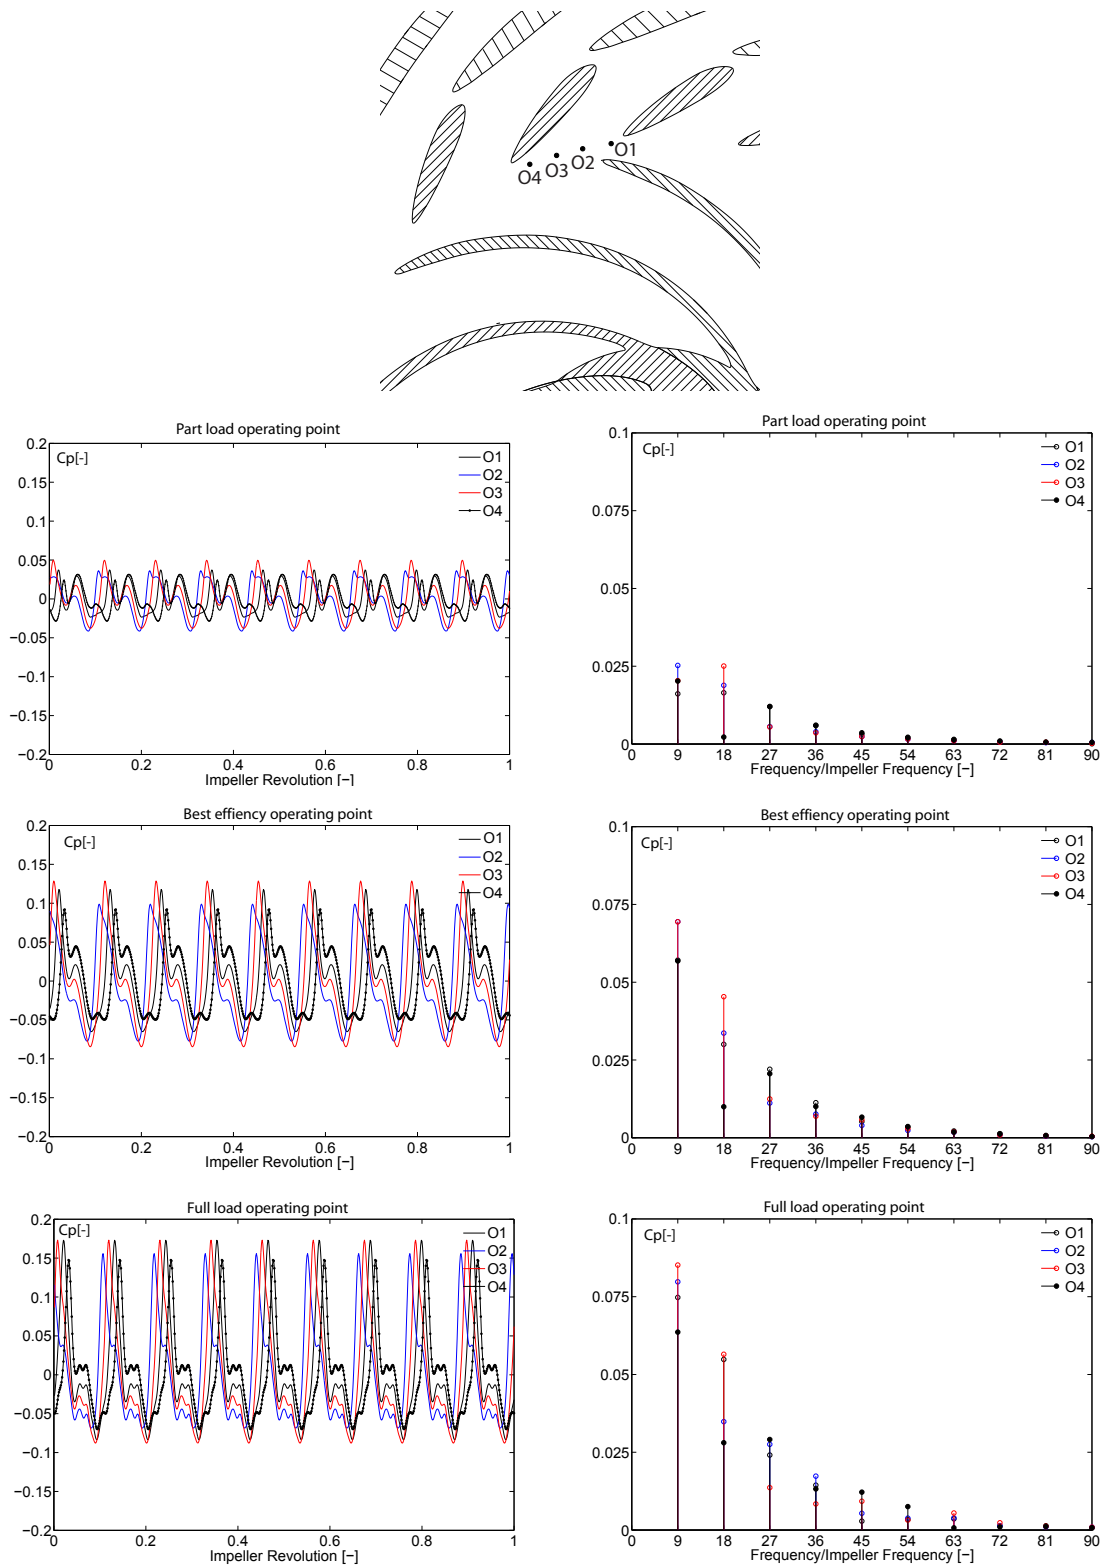 O1
O2
O3
O4
Part load operating point
Cp[-]
O1
O2
O3
O4
0.2
0.15
0.1
0.05
0
−0.05
−0.1
−0.15
−0.2
0 0.2 0.4 0.6 0.8 1
Impeller Revolution [−]
Part load operating point
Cp[-]
O1
O2
O3
O4
0.1
0.075
0.05
0.025
0
0 9 18 27 36 45 54 63 72 81 90
Frequency/Impeller Frequency [−]
Best effiency operating point
Cp[-]
O1
O2
O3
O4
0.2
0.15
0.1
0.05
0
−0.05
−0.1
−0.15
−0.2
0 0.2 0.4 0.6 0.8 1
Impeller Revolution [−]
Best effiency operating point
Cp[-]
O1
O2
O3
O4
0.1
0.075
0.05
0.025
0
0 9 18 27 36 45 54 63 72 81 90
Frequency/Impeller Frequency [−]
Full load operating point
Cp[-]
O1
O2
O3
O4
0.2
0.15
0.1
0.05
0
−0.05
−0.1
−0.15
−0.2
0 0.2 0.4 0.6 0.8 1
Impeller Revolution [−]
Full load operating point
Cp[-]
O1
O2
O3
O4
0.1
0.075
0.05
0.025
0
0 9 18 27 36 45 54 63 72 81 90
Frequency/Impeller Frequency [−]